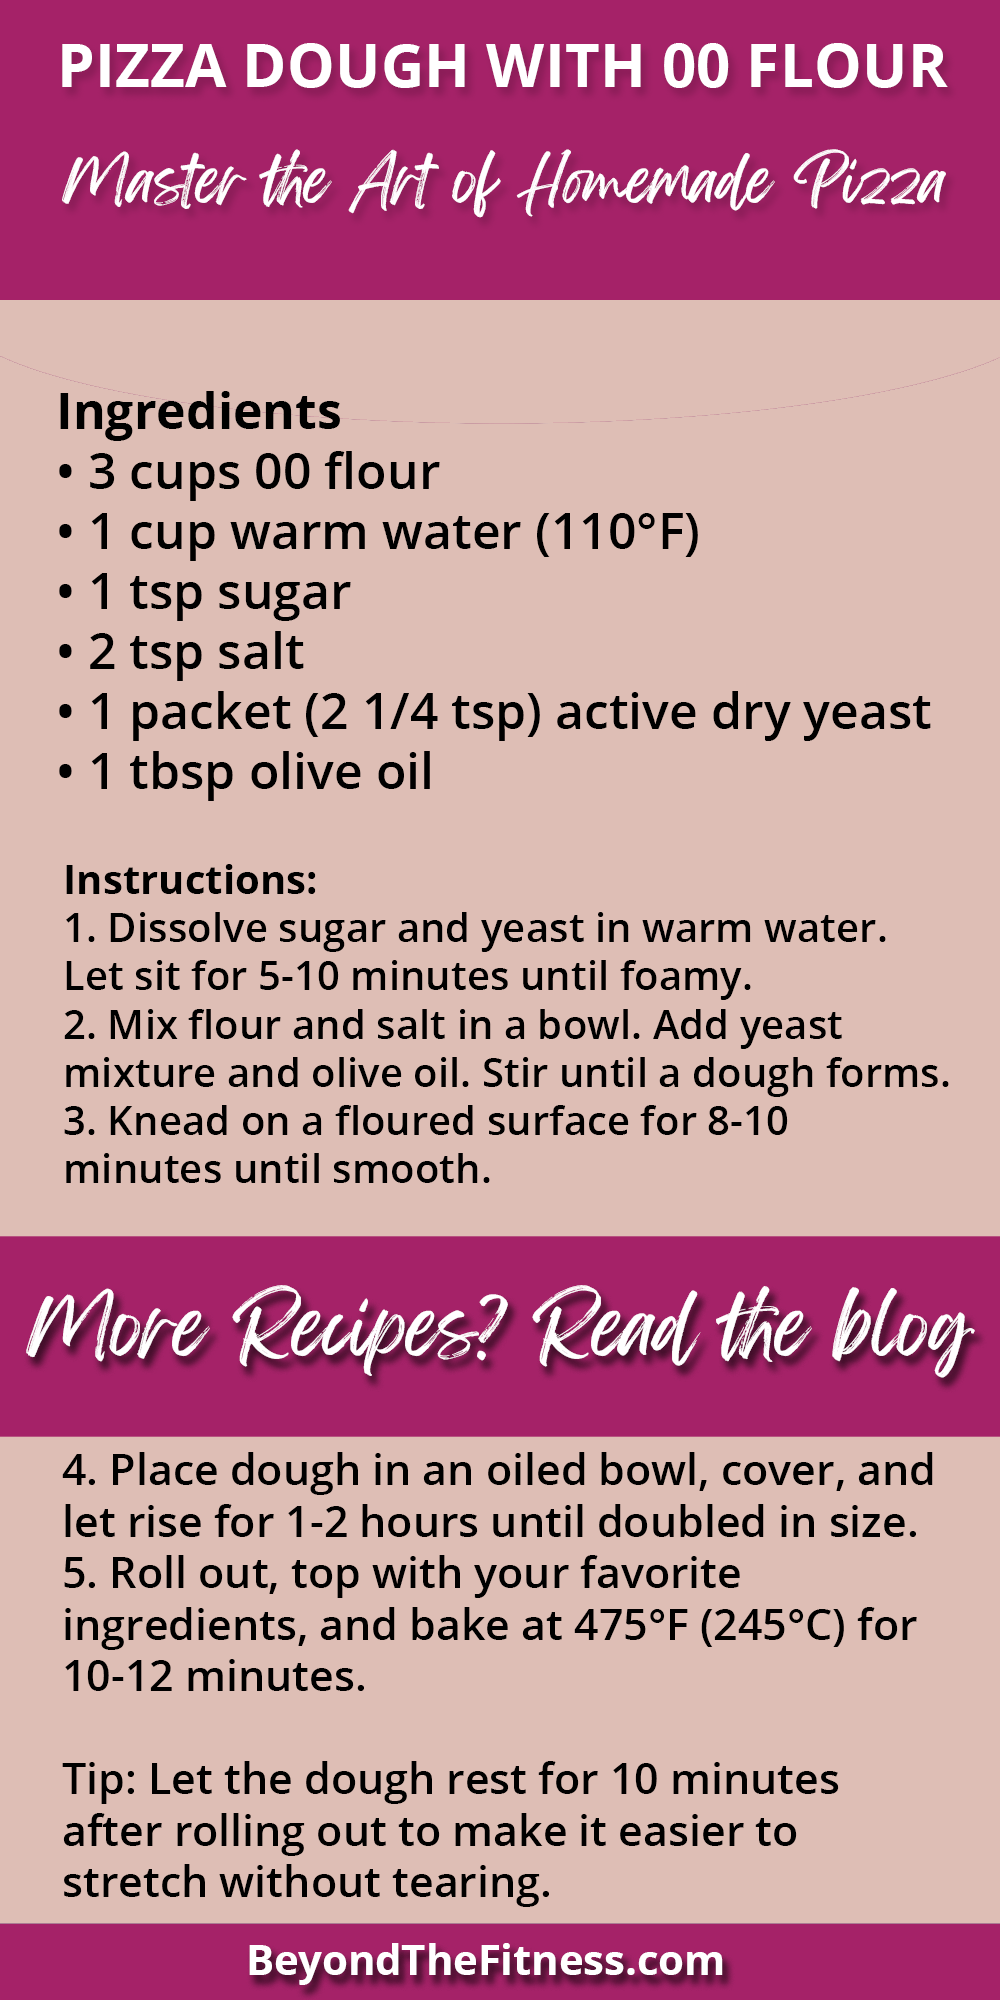 PIZZA DOUGH WITH 00 FLOUR
Master the Art of Homemade Pizza
Ingredients
• 3 cups 00 flour
• 1 cup warm water (110°F)
• 1 tsp sugar
• 2 tsp salt
• 1 packet (2 1/4 tsp) active dry yeast
• 1 tbsp olive oil
Instructions:
1. Dissolve sugar and yeast in warm water.
Let sit for 5-10 minutes until foamy.
2. Mix flour and salt in a bowl. Add yeast
mixture and olive oil. Stir until a dough forms.
3. Knead on a floured surface for 8-10
minutes until smooth.
More Recipes? Read the blog
4. Place dough in an oiled bowl, cover, and
let rise for 1-2 hours until doubled in size.
5. Roll out, top with your favorite
ingredients, and bake at 475°F (245°C) for
10-12 minutes.
Tip: Let the dough rest for 10 minutes
after rolling out to make it easier to
stretch without tearing.
BeyondTheFitness.com